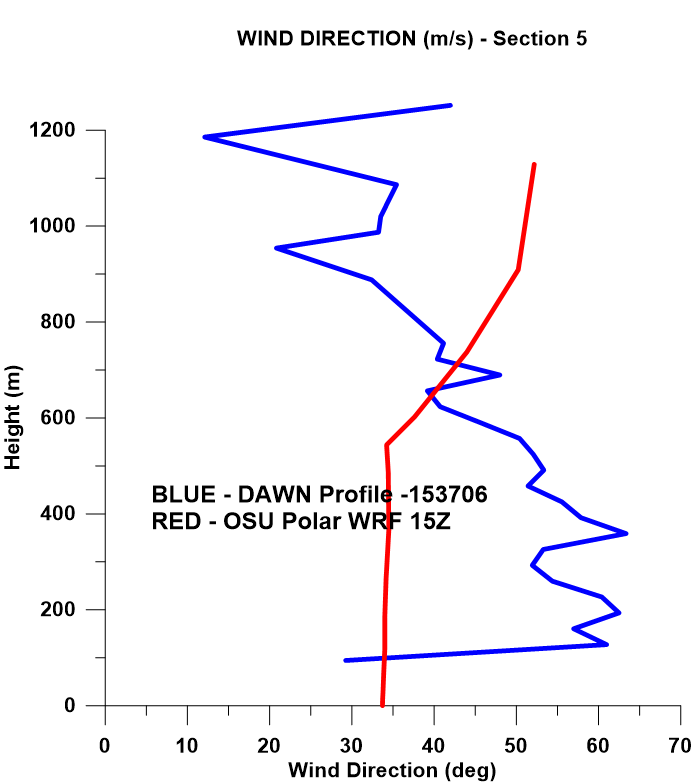 WIND DIRECTION (m/s) - Section 5
1200
1000
800
600
400
200
0
Height (m)
BLUE - DAWN Profile -153706
RED - OSU Polar WRF 15Z
0 10 20 30 40 50 60 70
Wind Direction (deg)